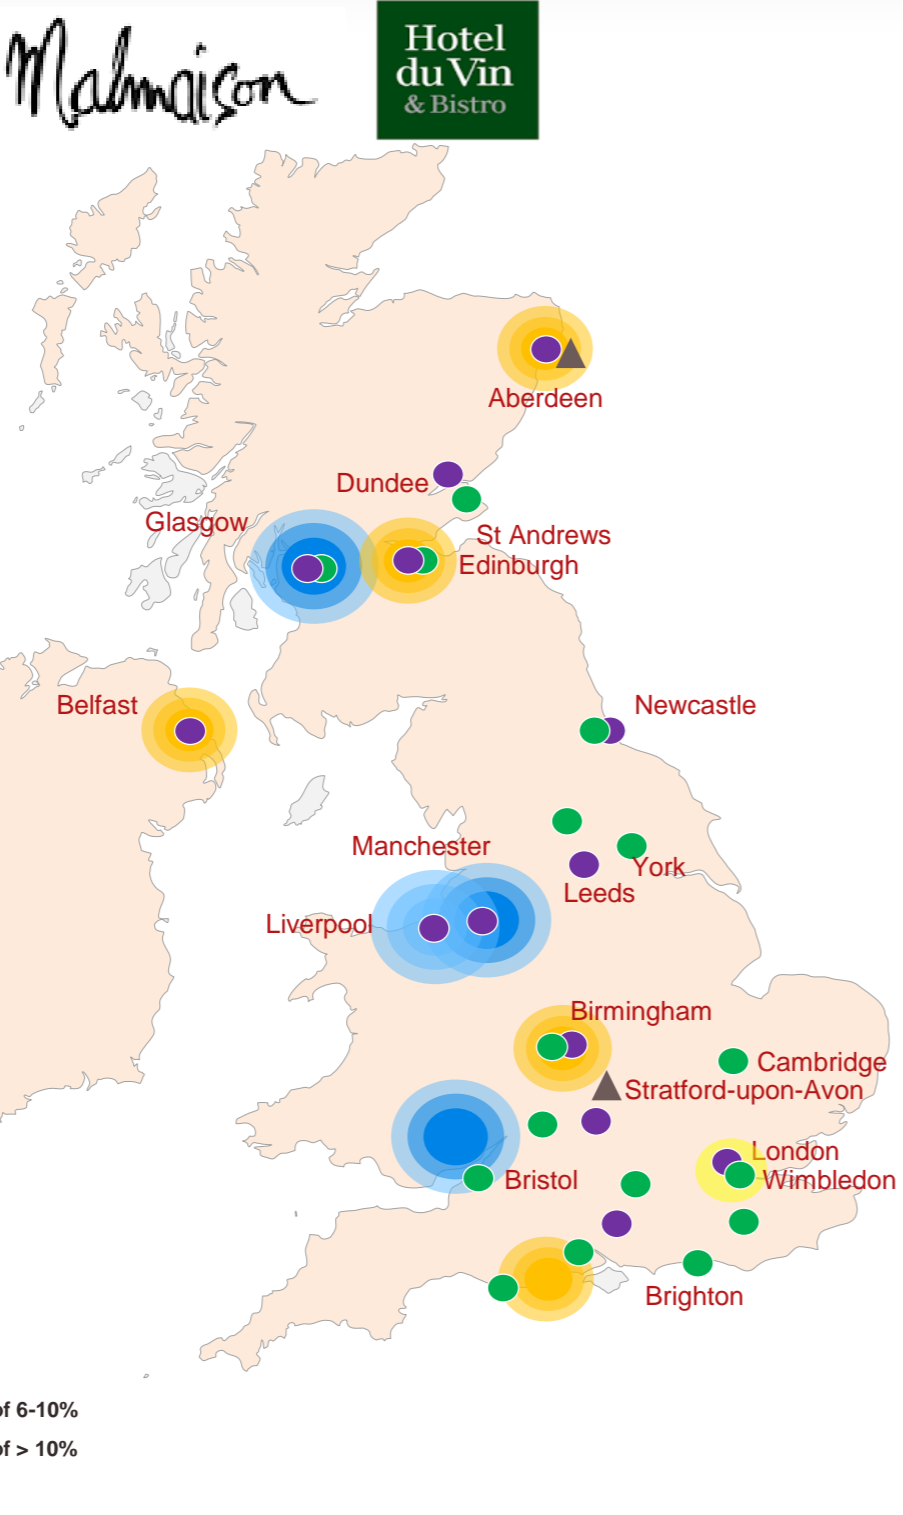 Malmaison
Hotel
du Vin
& Bistro
Aberdeen
Dundee
Glasgow
St Andrews
Edinburgh
Belfast
Newcastle
Manchester
York
Leeds
Liverpool
Birmingham
Cambridge
Stratford-upon-Avon
London
Bristol
Wimbledon
Brighton
of 6-10%
of > 10%